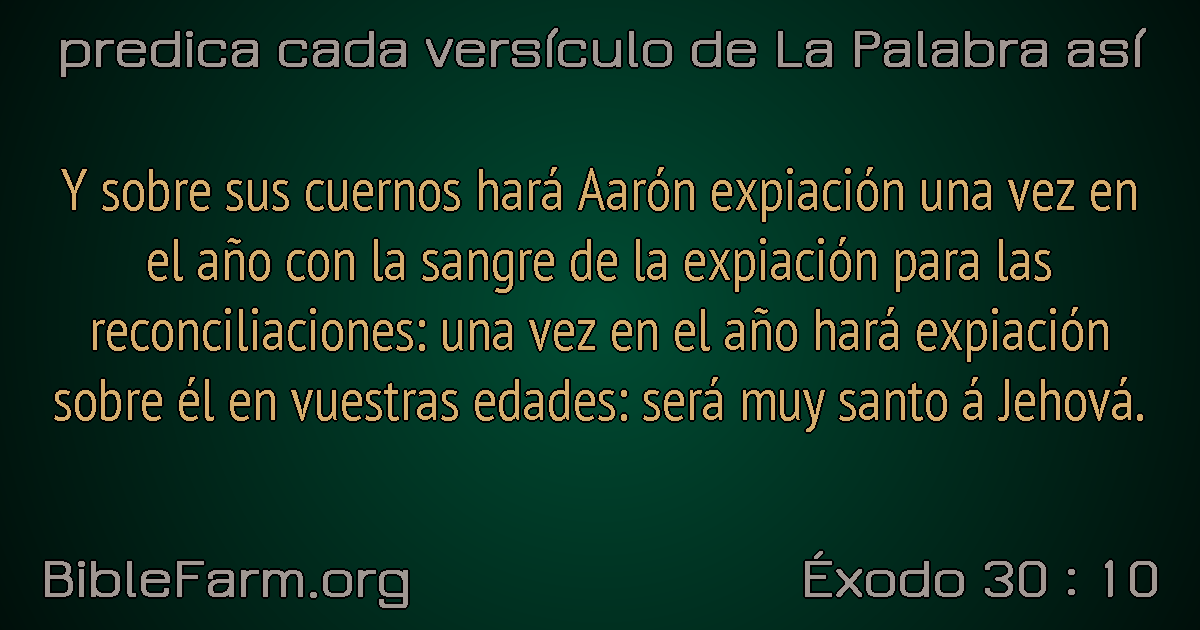 predica cada versículo de La Palabra así
Y sobre sus cuernos hará Aarón expiación una vez en
el año con la sangre de la expiación para las
reconciliaciones: una vez en el año hará expiación
sobre él en vuestras edades: será muy santo á Jehová.
BibleFarm.org
Éxodo 30 : 10